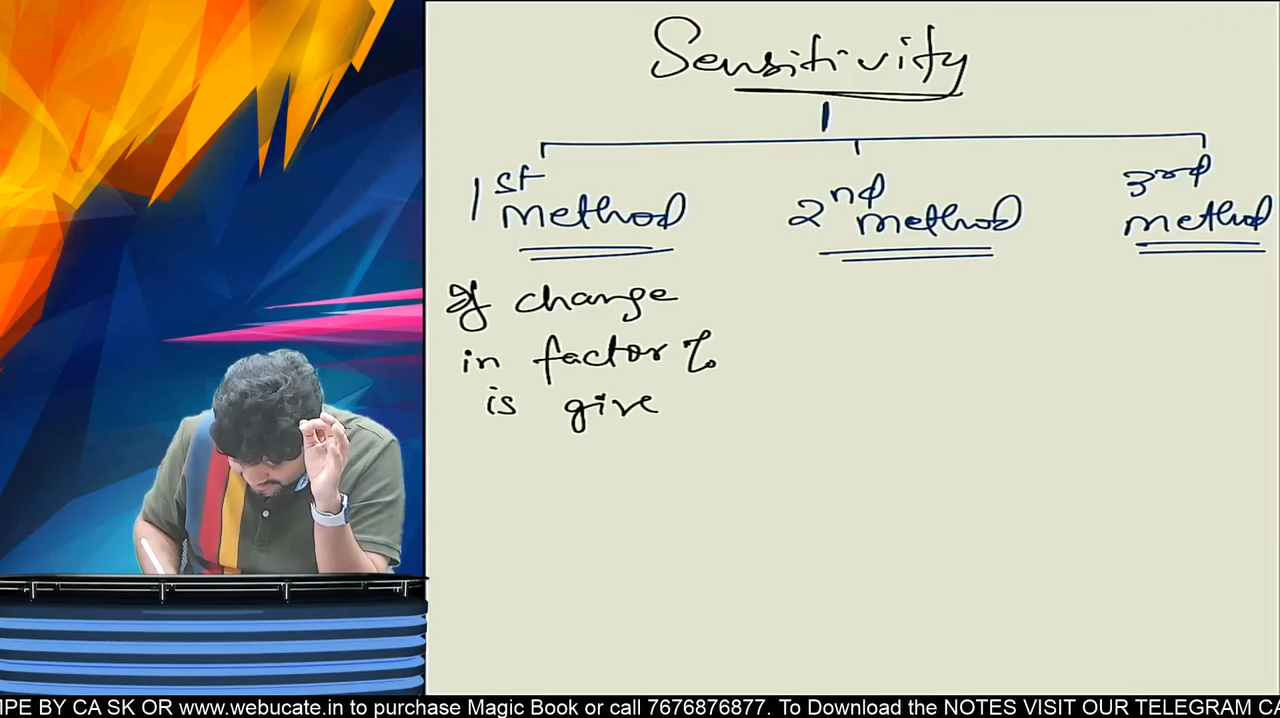 Sensitivity
1st method
2nd method
3rd method
If change
in factor %
is give
MPE BY CA SK OR www.webucate.in to purchase Magic Book or call 7676876877. To Download the NOTES VISIT OUR TELEGRAM CA